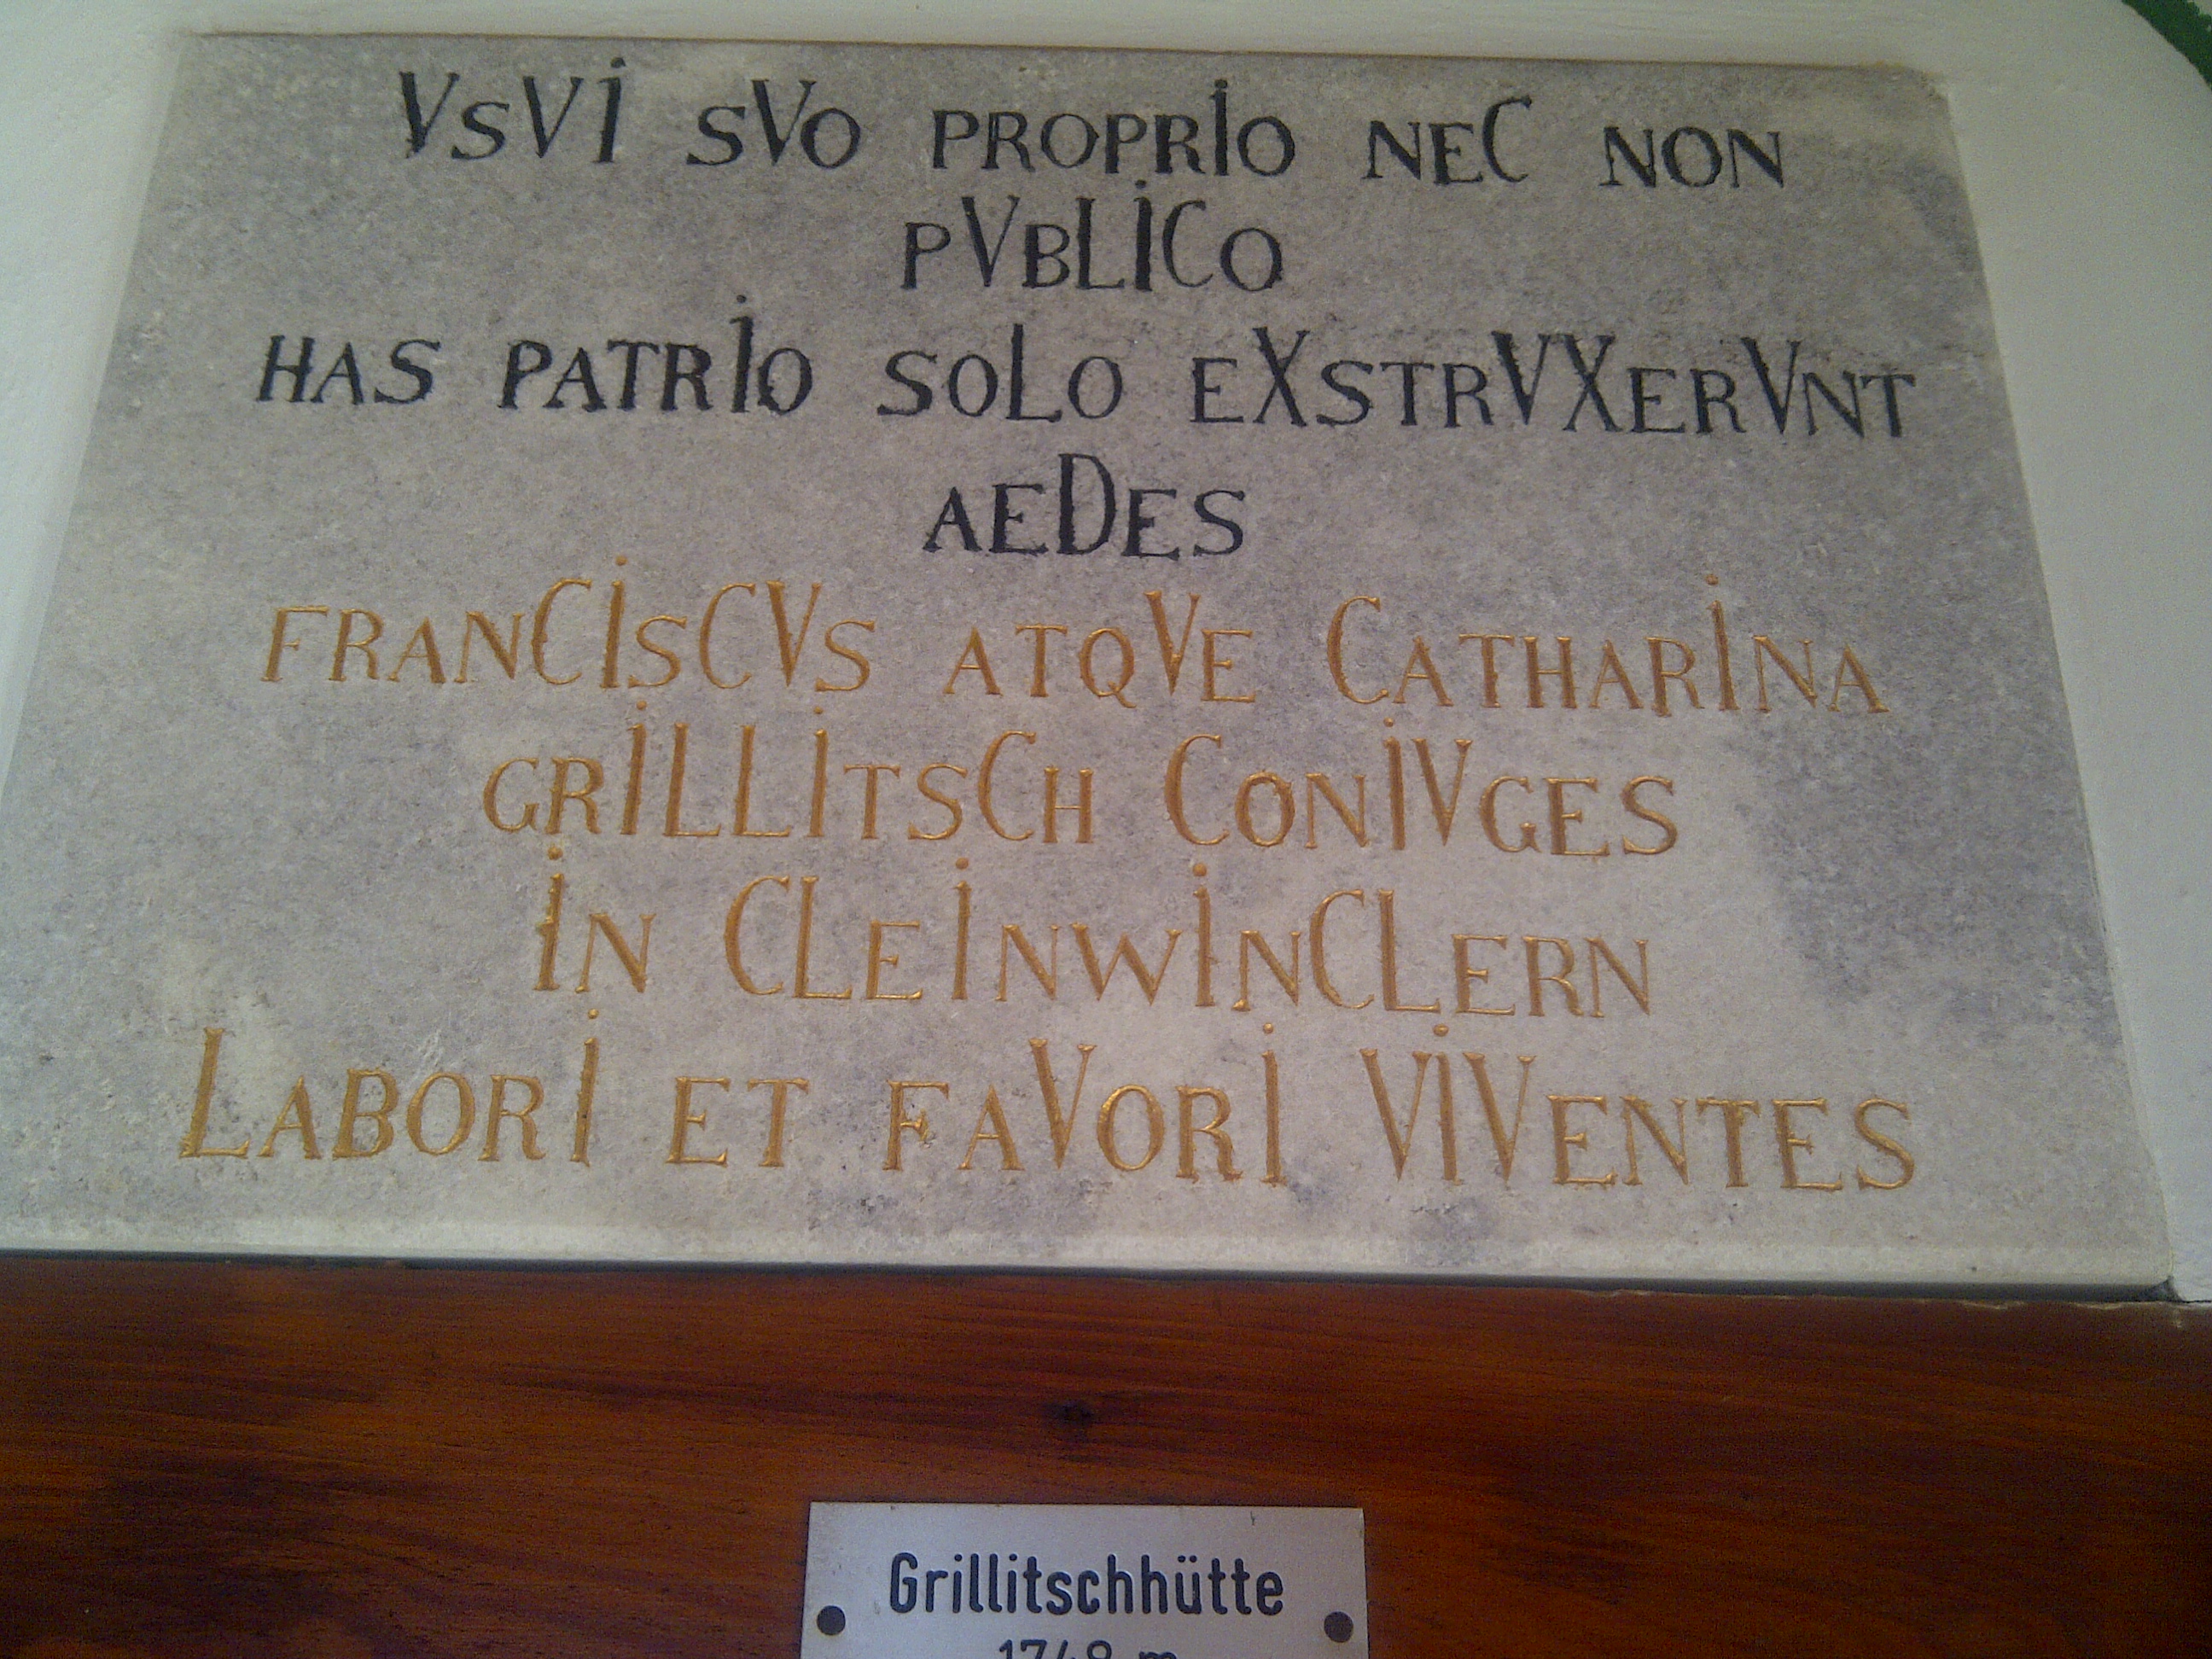 VsVI sVo proprIo neC non
pVbLICo
has patrIo soLo eXstrVXerVnt
aeDes
franCIsCVs atqVe CatharIna
grILLItsCh ConIVges
In CLeInwInCLern
LaborI et faVorI VIVentes
Grillitschhütte
1748 m